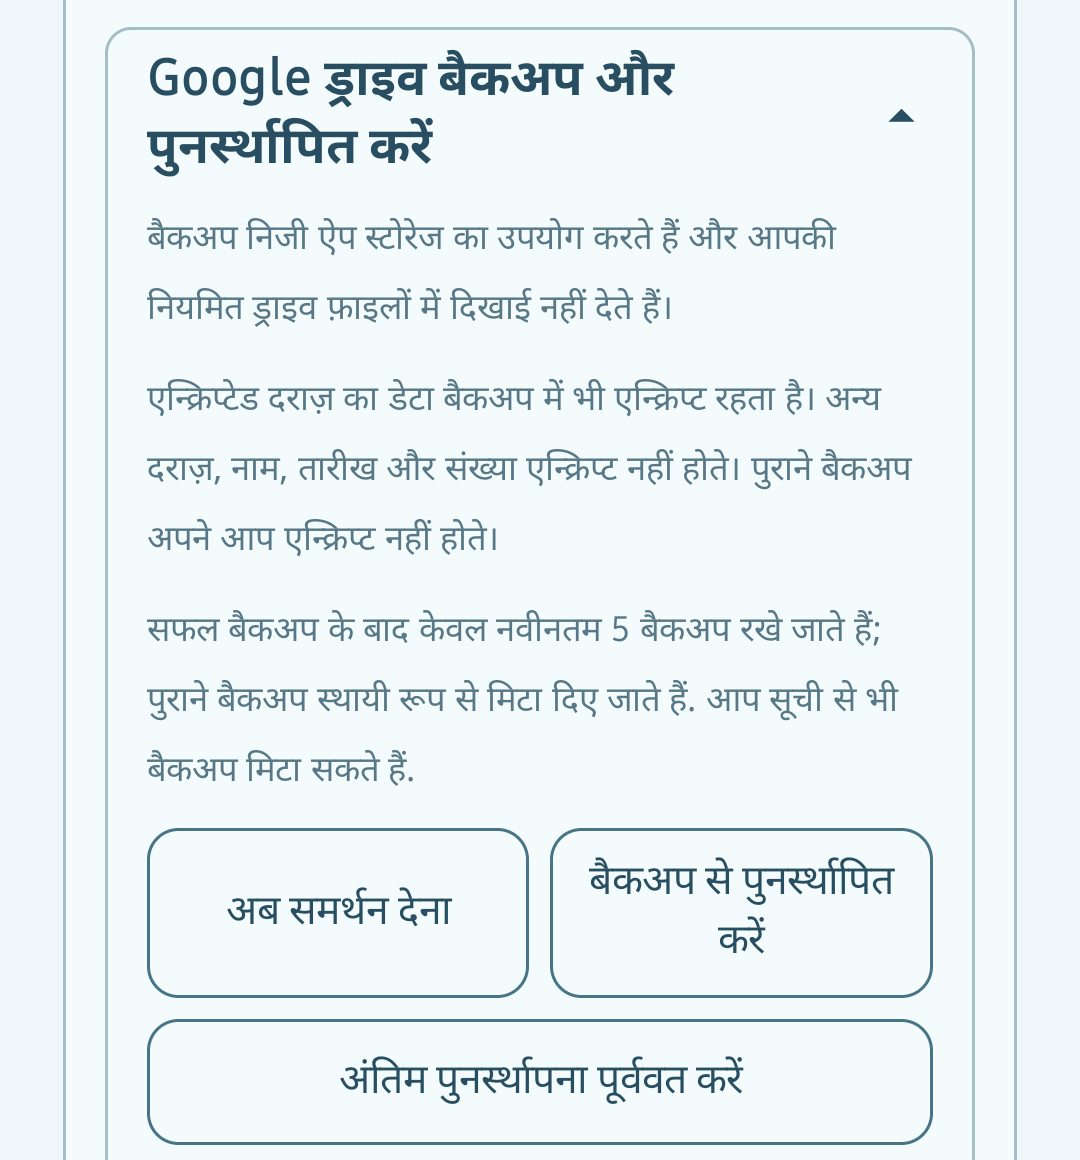 Google ड्राइव बैकअप और
पुनर्स्थापित करें
बैकअप निजी ऐप स्टोरेज का उपयोग करते हैं और आपकी
नियमित ड्राइव फ़ाइलों में दिखाई नहीं देते हैं।
एन्क्रिप्टेड दराज़ का डेटा बैकअप में भी एन्क्रिप्ट रहता है। अन्य
दराज़, नाम, तारीख और संख्या एन्क्रिप्ट नहीं होते। पुराने बैकअप
अपने आप एन्क्रिप्ट नहीं होते।
सफल बैकअप के बाद केवल नवीनतम 5 बैकअप रखे जाते हैं;
पुराने बैकअप स्थायी रूप से मिटा दिए जाते हैं. आप सूची से भी
बैकअप मिटा सकते हैं.
अब समर्थन देना
बैकअप से पुनर्स्थापित
करें
अंतिम पुनर्स्थापना पूर्ववत करें